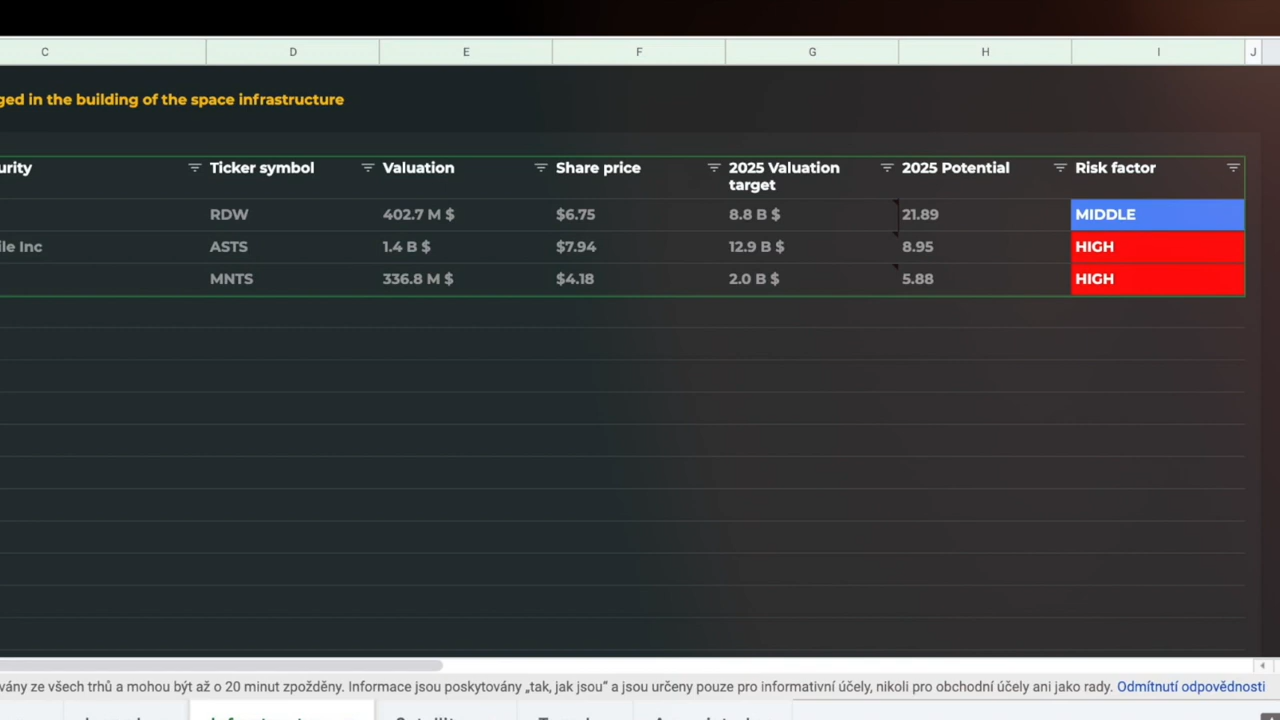 C D E F G H I J
ged in the building of the space infrastructure
urity Ticker symbol Valuation Share price 2025 Valuation target 2025 Potential Risk factor
RDW 402.7 M $ $6.75 8.8 B $ 21.89 MIDDLE
ile Inc ASTS 1.4 B $ $7.94 12.9 B $ 8.95 HIGH
MNTS 336.8 M $ $4.18 2.0 B $ 5.88 HIGH
vány ze všech trhů a mohou být až o 20 minut zpožděny. Informace jsou poskytovány „tak, jak jsou“ a jsou určeny pouze pro informativní účely, nikoli pro obchodní účely ani jako rady. Odmítnutí odpovědnosti